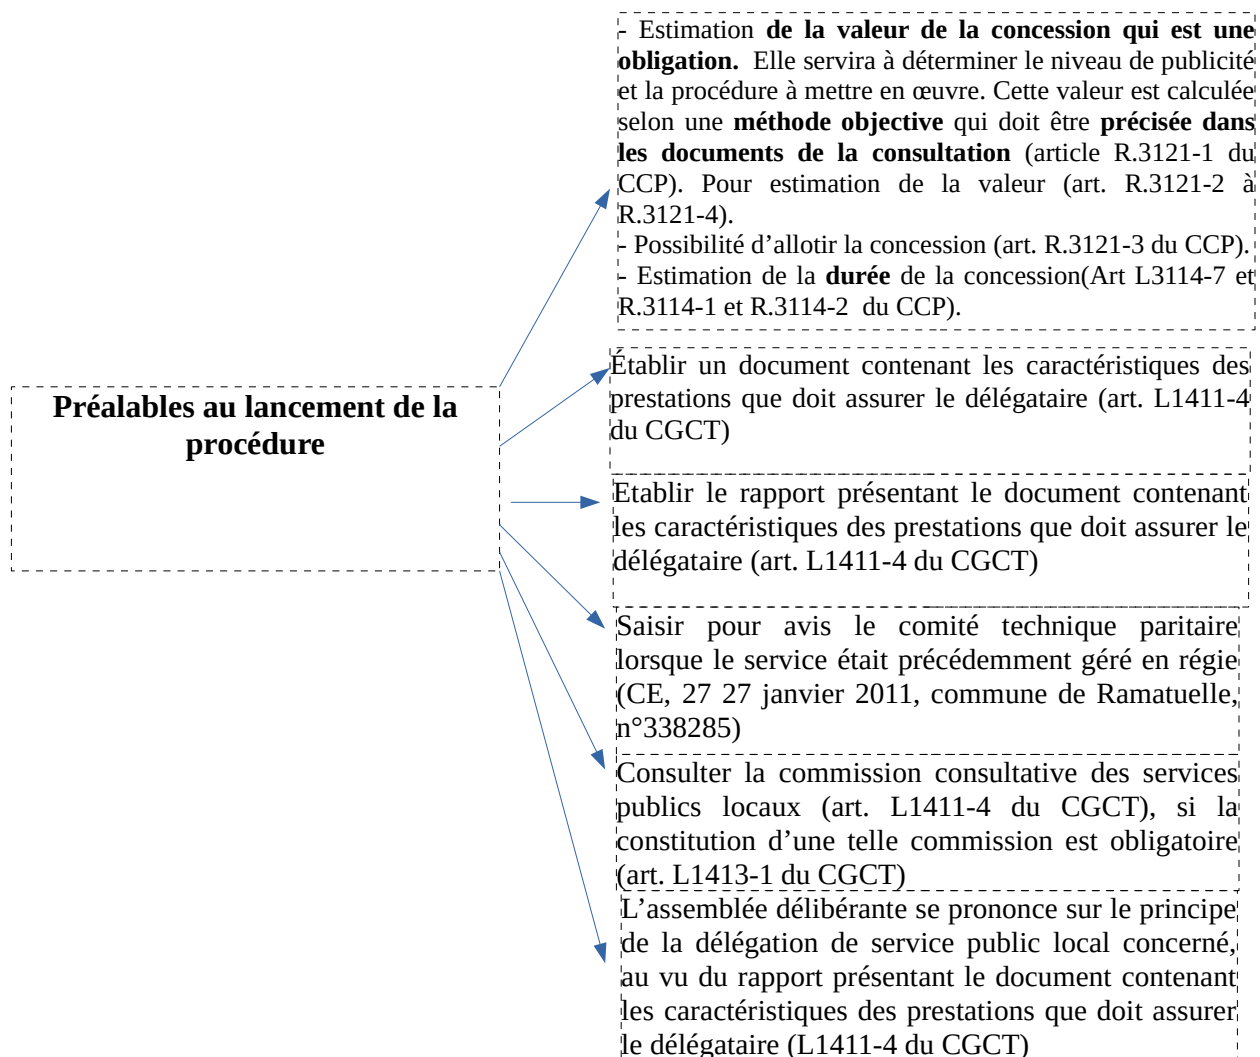 Préalables au lancement de la
procédure
- Estimation de la valeur de la concession qui est une
obligation. Elle servira à déterminer le niveau de publicité
et la procédure à mettre en œuvre. Cette valeur est calculée
selon une méthode objective qui doit être précisée dans
les documents de la consultation (article R.3121-1 du
CCP). Pour estimation de la valeur (art. R.3121-2 à
R.3121-4).
- Possibilité d’allotir la concession (art. R.3121-3 du CCP).
- Estimation de la durée de la concession(Art L3114-7 et
R.3114-1 et R.3114-2 du CCP).
Établir un document contenant les caractéristiques des
prestations que doit assurer le délégataire (art. L1411-4
du CGCT)
Etablir le rapport présentant le document contenant
les caractéristiques des prestations que doit assurer le
délégataire (art. L1411-4 du CGCT)
Saisir pour avis le comité technique paritaire
lorsque le service était précédemment géré en régie
(CE, 27 27 janvier 2011, commune de Ramatuelle,
n°338285)
Consulter la commission consultative des services
publics locaux (art. L1411-4 du CGCT), si la
constitution d’une telle commission est obligatoire
(art. L1413-1 du CGCT)
L’assemblée délibérante se prononce sur le principe
de la délégation de service public local concerné,
au vu du rapport présentant le document contenant
les caractéristiques des prestations que doit assurer
le délégataire (L1411-4 du CGCT)